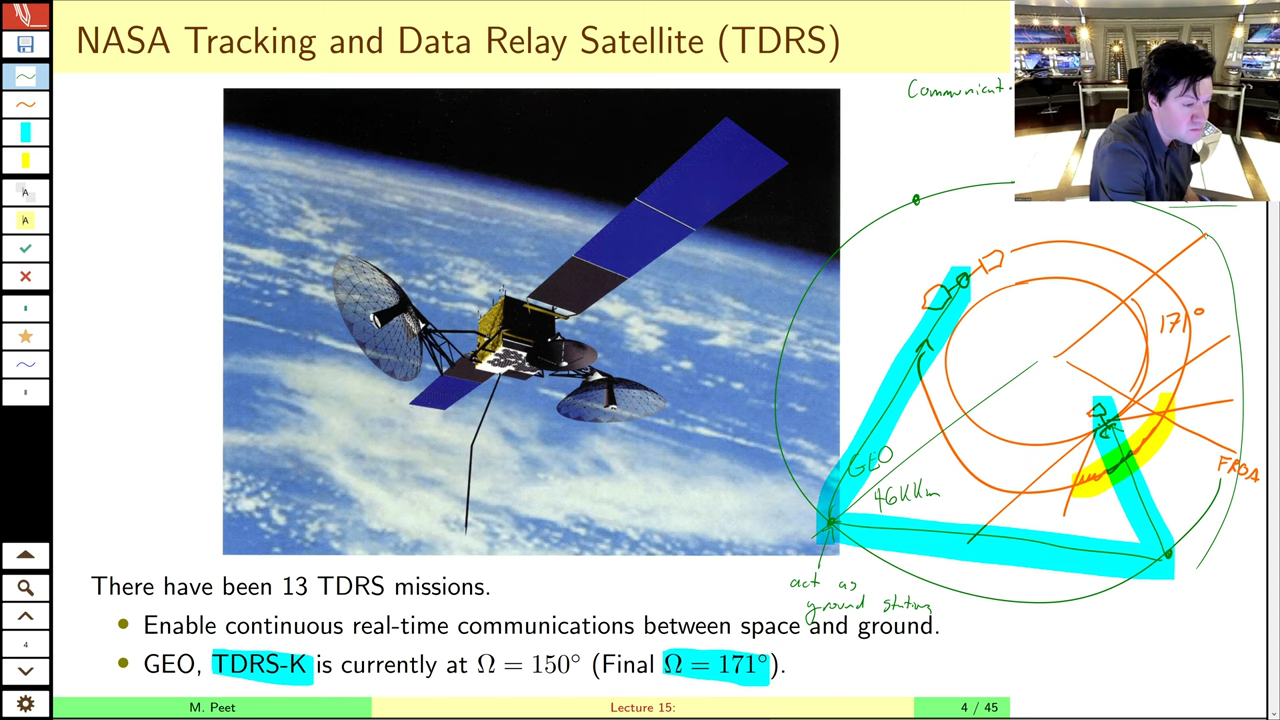 NASA Tracking and Data Relay Satellite (TDRS)
Communicat.
171°
GEO
46KKm
FROA
act as
ground station
There have been 13 TDRS missions.
• Enable continuous real-time communications between space and ground.
• GEO, TDRS-K is currently at Ω = 150° (Final Ω = 171°).
M. Peet
Lecture 15:
4 / 45
A
A
4